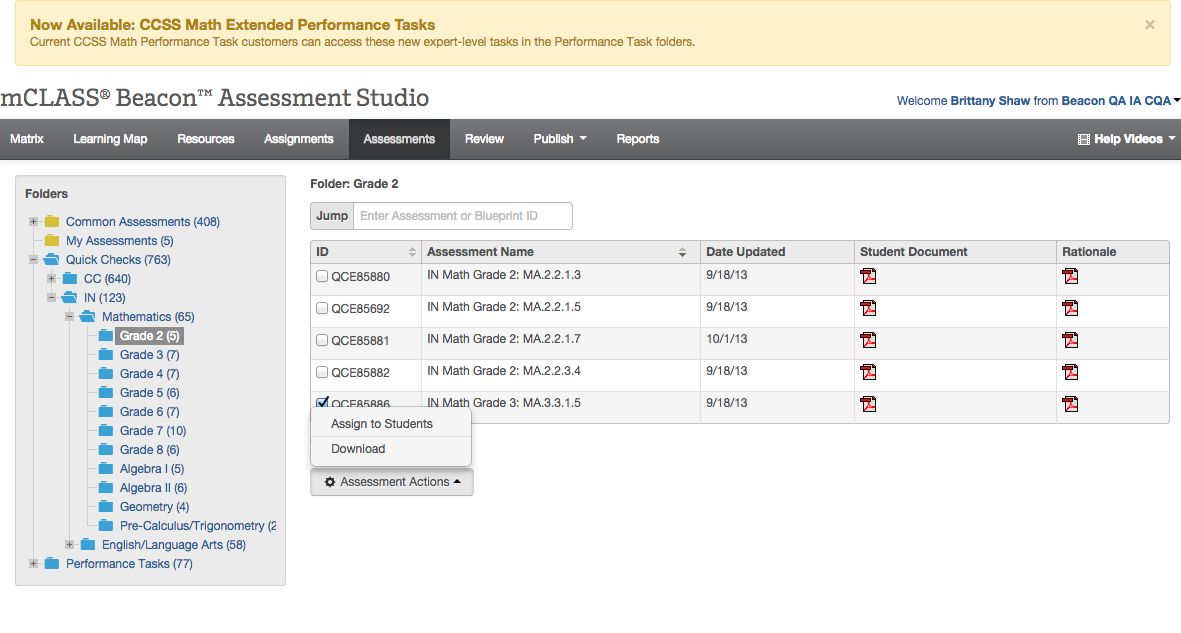 Now Available: CCSS Math Extended Performance Tasks
×
Current CCSS Math Performance Task customers can access these new expert-level tasks in the Performance Task folders.
mCLASS® Beacon™ Assessment Studio
Welcome Brittany Shaw from Beacon QA IA CQA
Matrix Learning Map Resources Assignments Assessments Review Publish Reports Help Videos
Folders
Common Assessments (408)
My Assessments (5)
Quick Checks (763)
CC (640)
IN (123)
Mathematics (65)
Grade 2 (5)
Grade 3 (7)
Grade 4 (7)
Grade 5 (6)
Grade 6 (7)
Grade 7 (10)
Grade 8 (6)
Algebra I (5)
Algebra II (6)
Geometry (4)
Pre-Calculus/Trigonometry (2
English/Language Arts (58)
Performance Tasks (77)
Folder: Grade 2
Jump Enter Assessment or Blueprint ID
ID Assessment Name Date Updated Student Document Rationale
QCE85880 IN Math Grade 2: MA.2.2.1.3 9/18/13
QCE85692 IN Math Grade 2: MA.2.2.1.5 9/18/13
QCE85881 IN Math Grade 2: MA.2.2.1.7 10/1/13
QCE85882 IN Math Grade 2: MA.2.2.3.4 9/18/13
QCE85886 IN Math Grade 3: MA.3.3.1.5 9/18/13
Assign to Students
Download
Assessment Actions